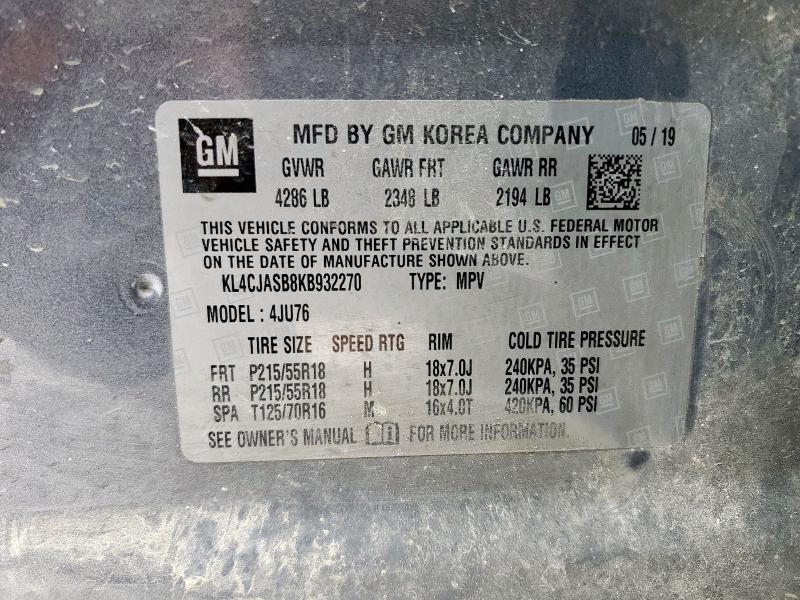 GM MFD BY GM KOREA COMPANY 05 / 19
GVWR GAWR FRT GAWR RR
4286 LB 2348 LB 2194 LB
THIS VEHICLE CONFORMS TO ALL APPLICABLE U.S. FEDERAL MOTOR
VEHICLE SAFETY AND THEFT PREVENTION STANDARDS IN EFFECT
ON THE DATE OF MANUFACTURE SHOWN ABOVE.
KL4CJASB8KB932270 TYPE: MPV
MODEL : 4JU76
TIRE SIZE SPEED RTG RIM COLD TIRE PRESSURE
FRT P215/55R18 H 18x7.0J 240KPA, 35 PSI
RR P215/55R18 H 18x7.0J 240KPA, 35 PSI
SPA T125/70R16 M 16x4.0T 420KPA, 60 PSI
SEE OWNER'S MANUAL FOR MORE INFORMATION.